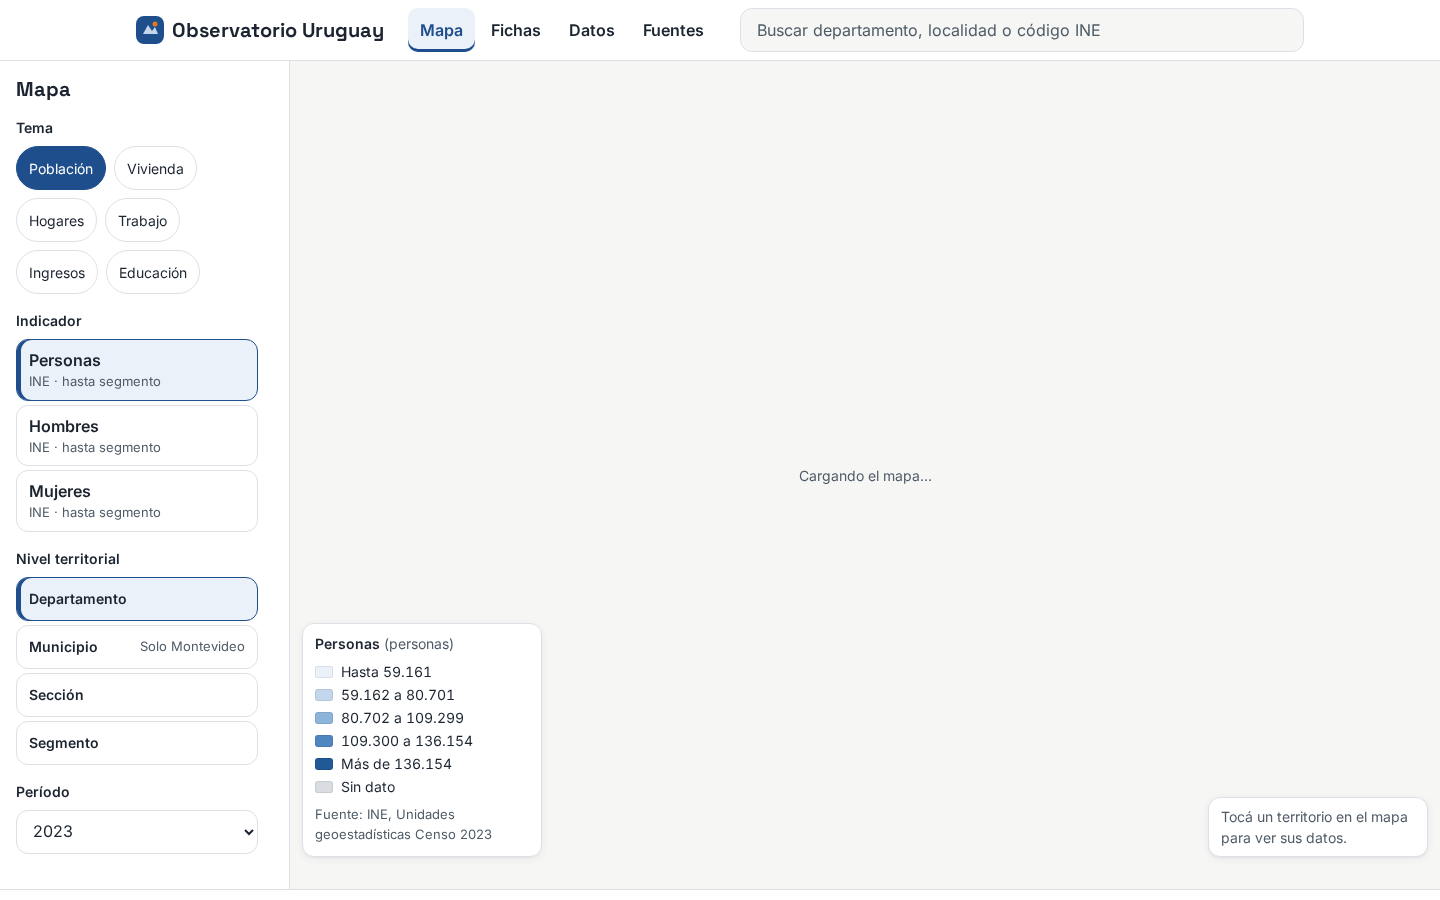 Observatorio Uruguay
Mapa
Fichas
Datos
Fuentes
Buscar departamento, localidad o código INE
Mapa
Tema
Población
Vivienda
Hogares
Trabajo
Ingresos
Educación
Indicador
Personas
INE · hasta segmento
Hombres
INE · hasta segmento
Mujeres
INE · hasta segmento
Nivel territorial
Departamento
Municipio
Solo Montevideo
Sección
Segmento
Período
2023
Cargando el mapa...
Personas (personas)
Hasta 59.161
59.162 a 80.701
80.702 a 109.299
109.300 a 136.154
Más de 136.154
Sin dato
Fuente: INE, Unidades
geoestadísticas Censo 2023
Tocá un territorio en el mapa
para ver sus datos.